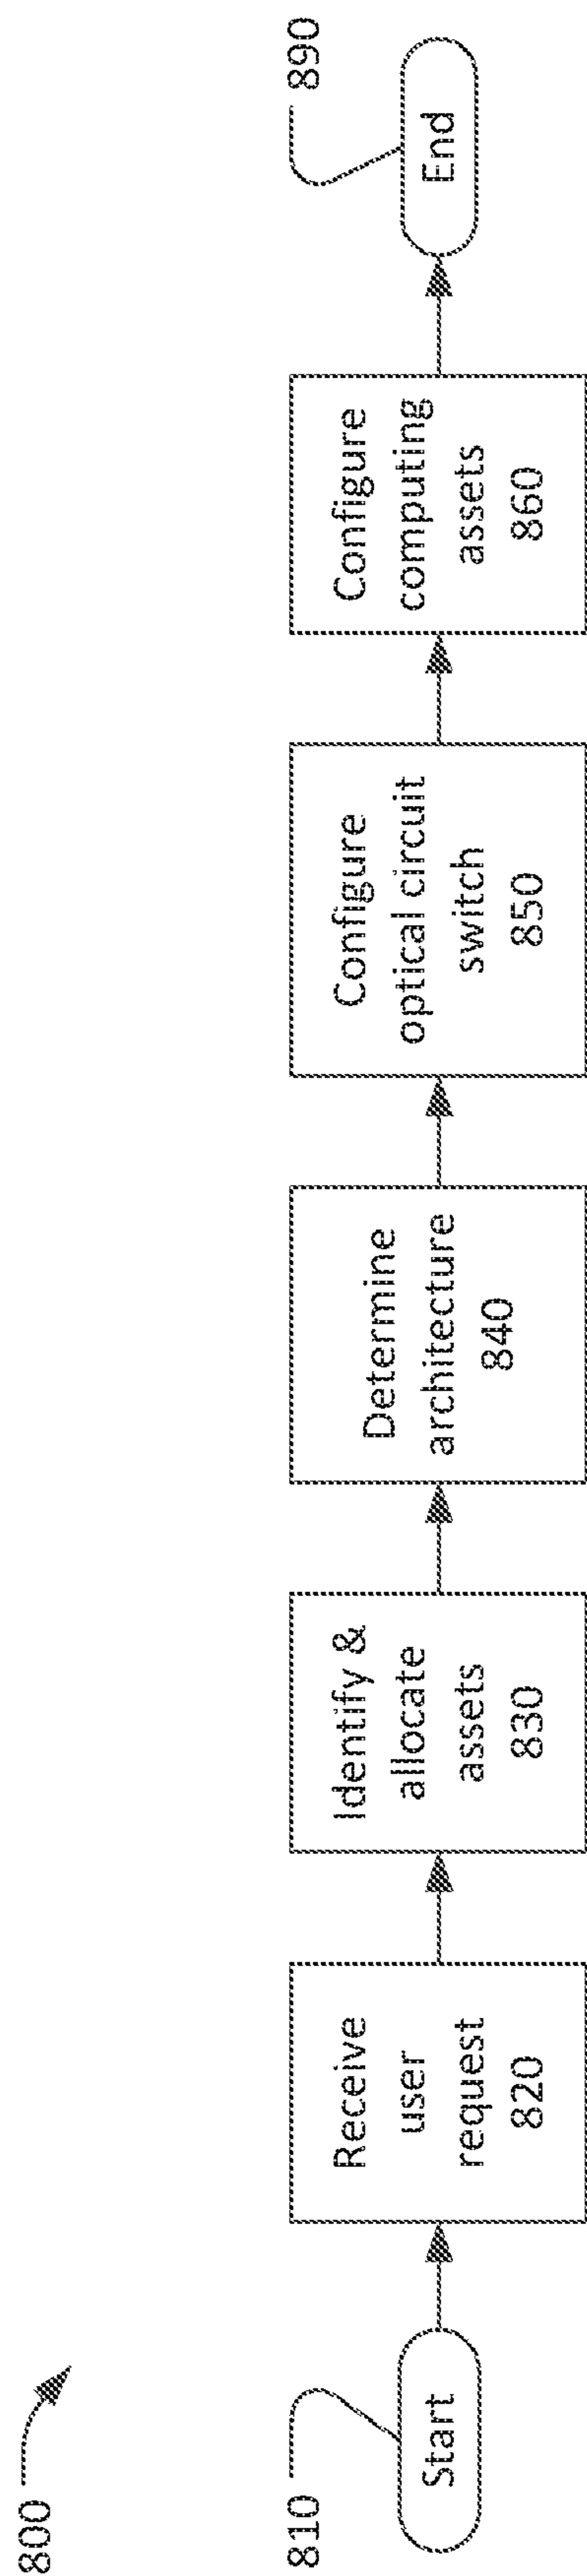 800
810
Start
Receive
user
request
820
Identify &
allocate
assets
830
Determine
architecture
840
Configure
optical circuit
switch
850
Configure
computing
assets
860
890
End